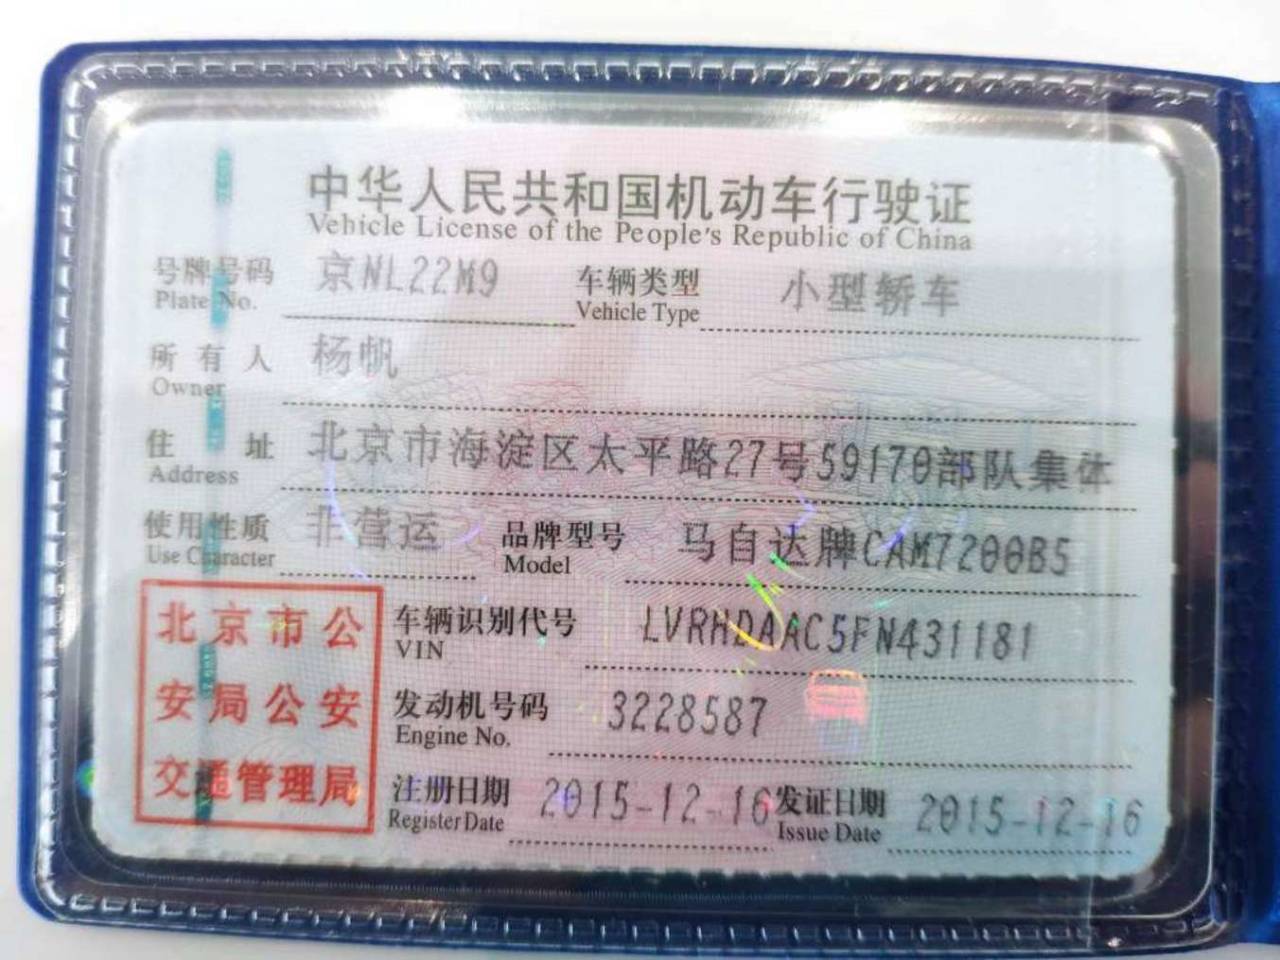 中华人民共和国机动车行驶证
Vehicle License of the People's Republic of China
号牌号码 京NL22M9 车辆类型 小型轿车
Plate No. Vehicle Type
所有人 杨帆
Owner
住址 北京市海淀区太平路27号59170部队集体
Address
使用性质 非营运 品牌型号 马自达牌CAM7200B5
Use Character Model
北京市公 车辆识别代号 LVRHDAAC5FN431181
VIN
安局公安 发动机号码 3228587
Engine No.
交通管理局 注册日期 2015-12-16 发证日期 2015-12-16
Register Date Issue Date